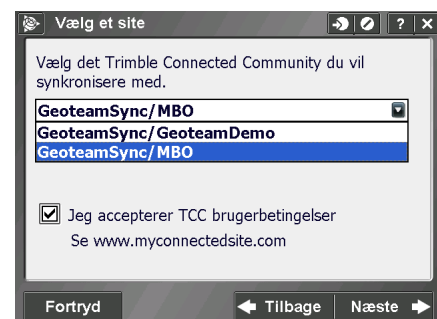 Vælg et site
? X
Vælg det Trimble Connected Community du vil
synkronisere med.
GeoteamSync/MBO
GeoteamSync/GeoteamDemo
GeoteamSync/MBO
Jeg accepterer TCC brugerbetingelser
Se www.myconnectedsite.com
Fortryd
Tilbage
Næste